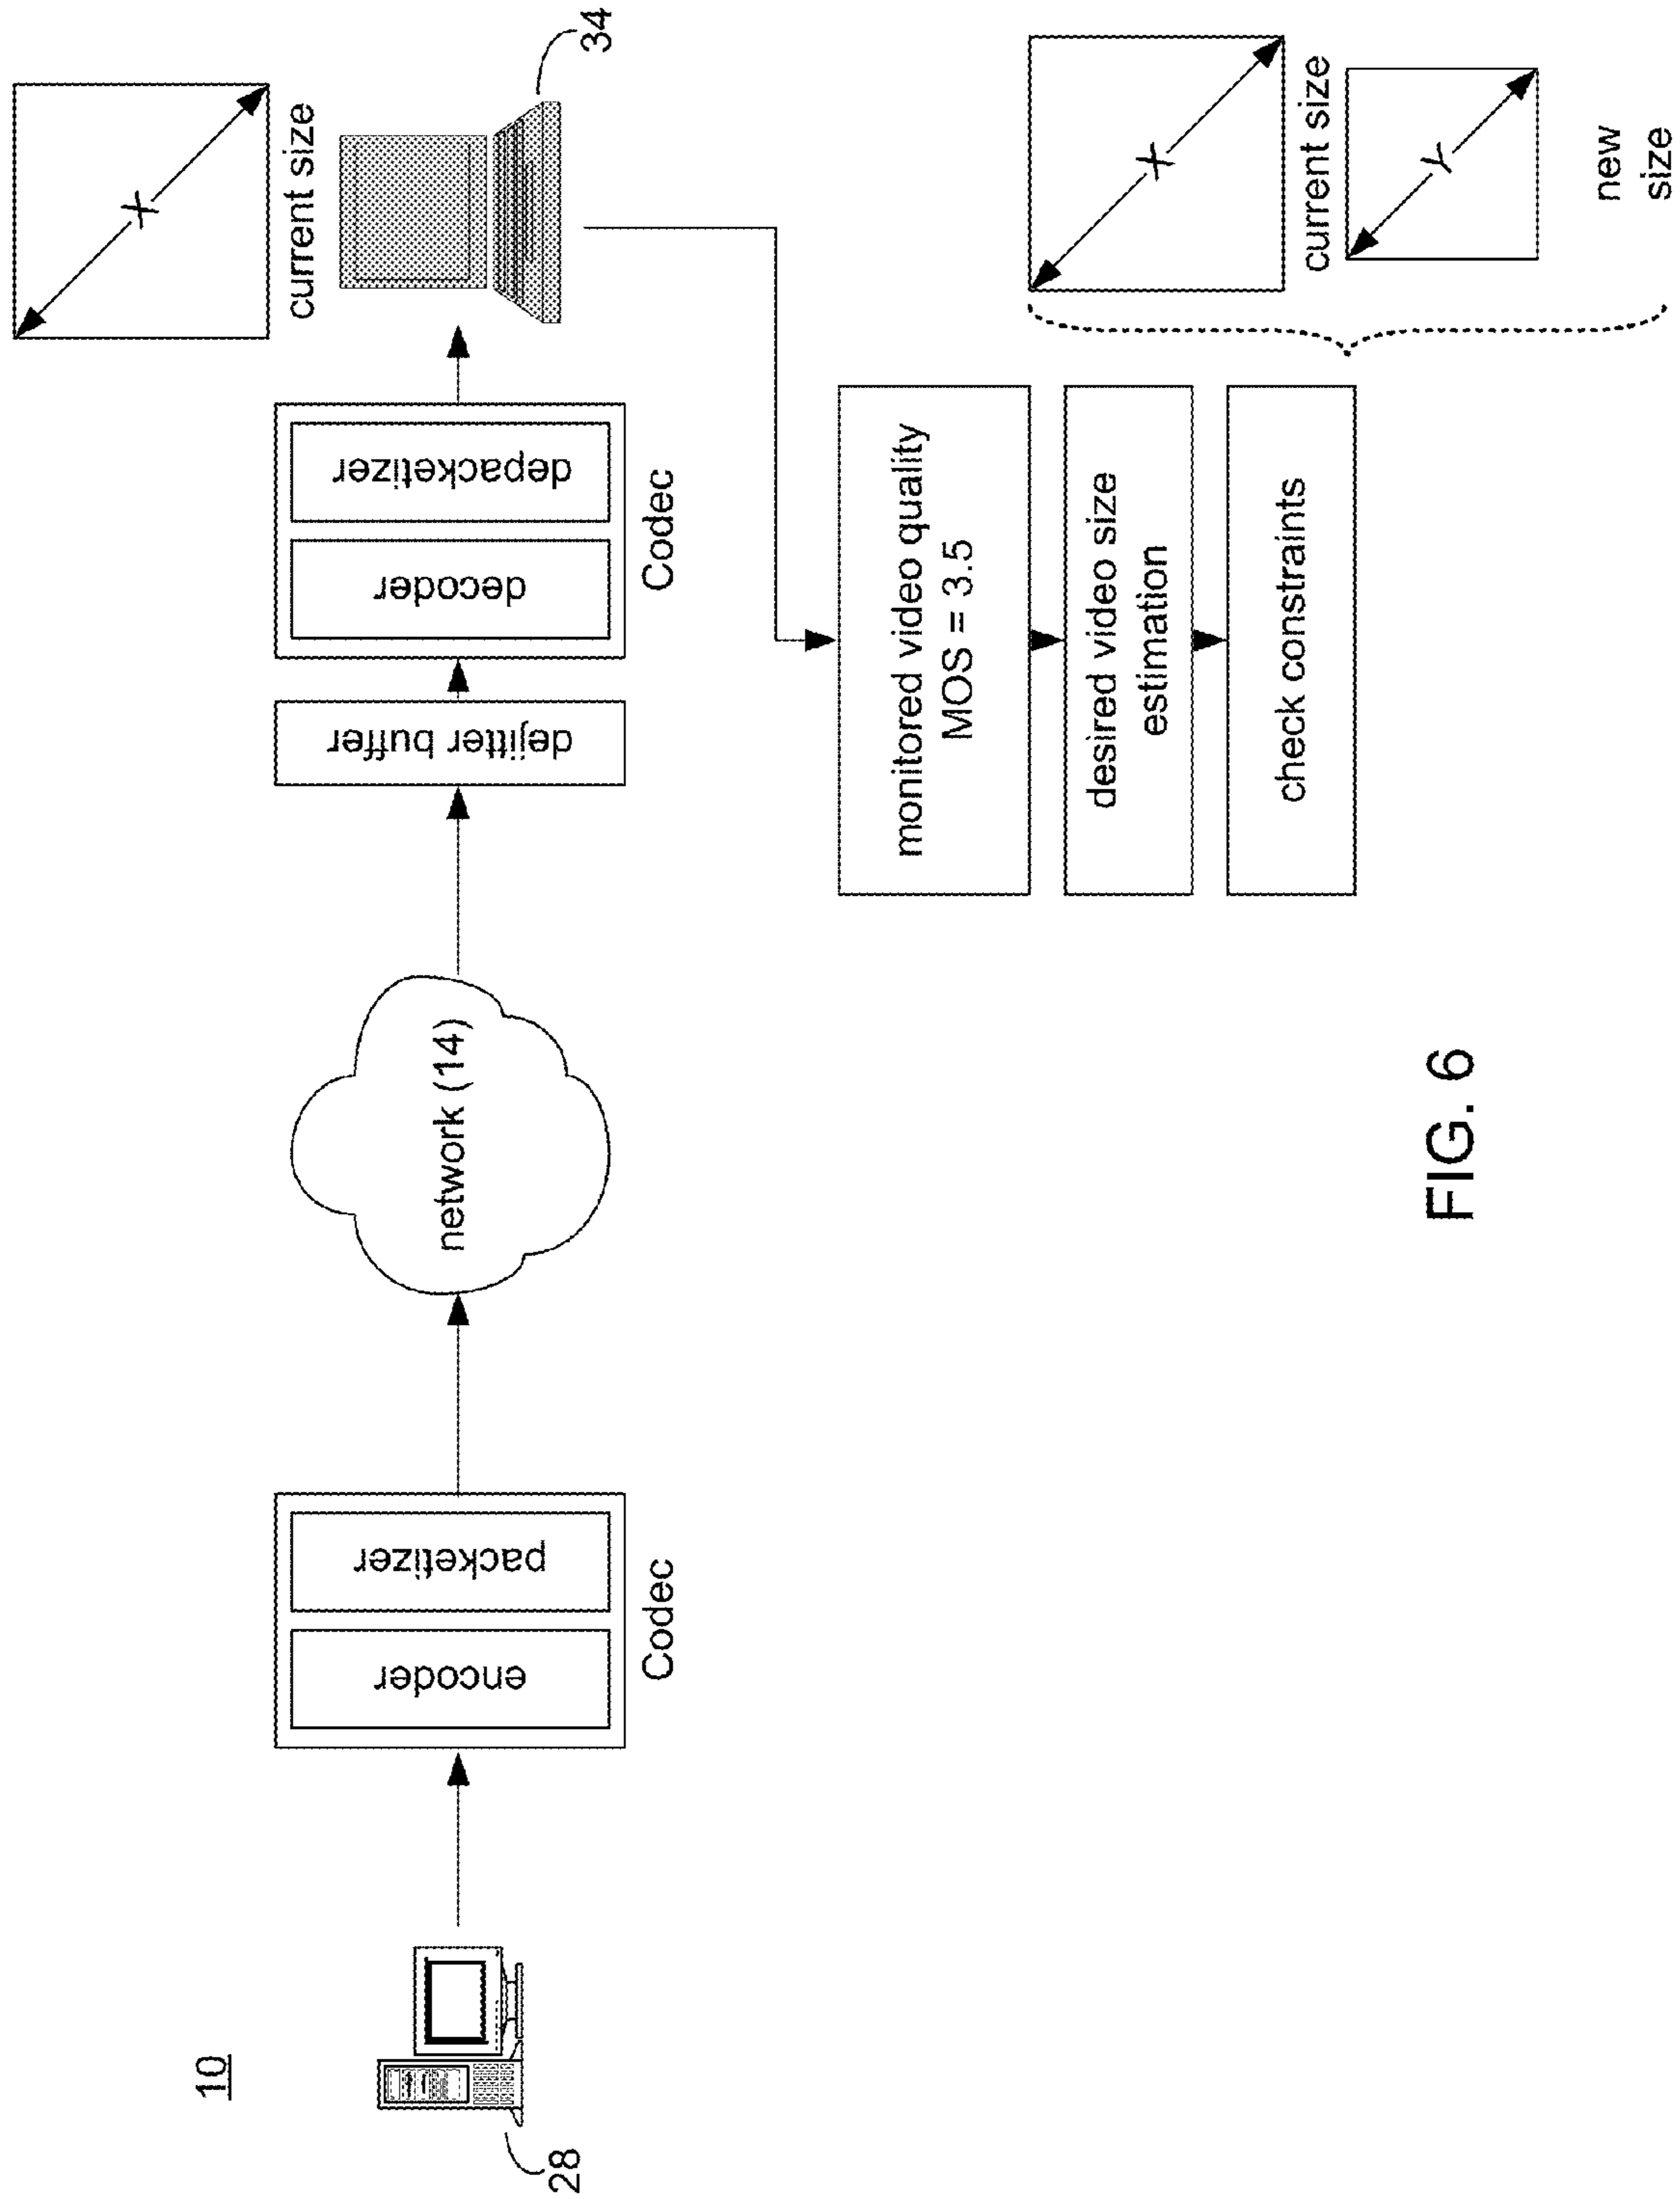 10
28
encoder
packetizer
Codec
network (14)
dejitter buffer
decoder
depacketizer
Codec
X
current size
34
monitored video quality
MOS = 3.5
desired video size
estimation
check constraints
X
current size
Y
new
size
FIG. 6